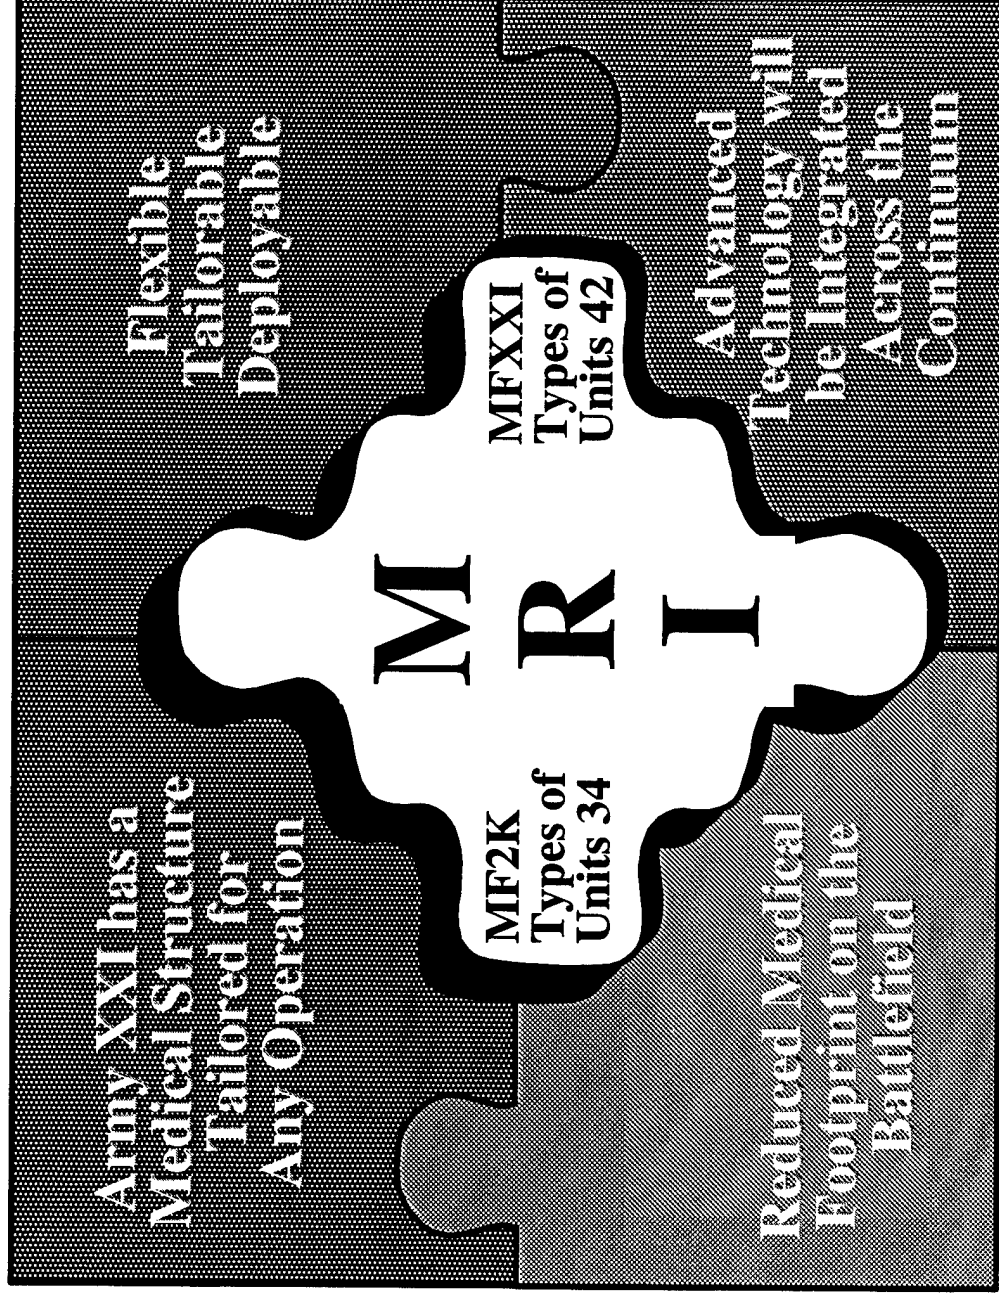 Army XXI has a
Medical Structure
Tailored for
Any Operation
Flexible
Tailorable
Deployable
M
R
I
MF2K
Types of
Units 34
MFXXI
Types of
Units 42
Reduced Medical
Footprint on the
Battlefield
Advanced
Technology will
be Integrated
Across the
Continuum